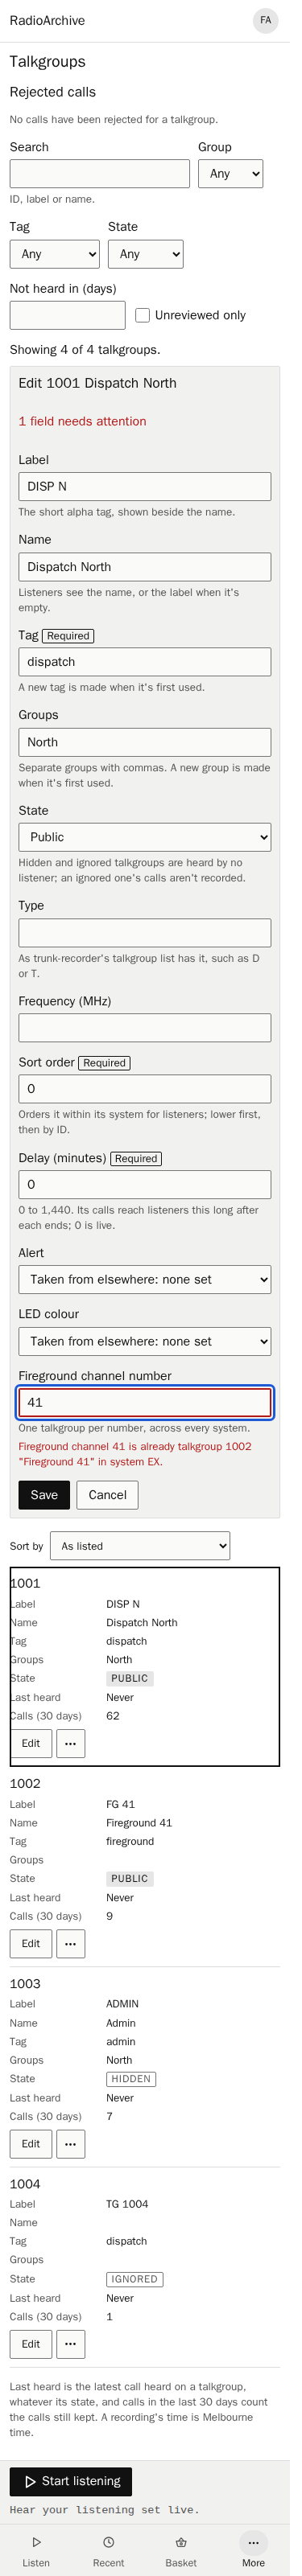 RadioArchive
FA
Talkgroups
Rejected calls
No calls have been rejected for a talkgroup.
Search
Group
Any
ID, label or name.
Tag
State
Any
Any
Not heard in (days)
Unreviewed only
Showing 4 of 4 talkgroups.
Edit 1001 Dispatch North
1 field needs attention
Label
DISP N
The short alpha tag, shown beside the name.
Name
Dispatch North
Listeners see the name, or the label when it's
empty.
Tag Required
dispatch
A new tag is made when it's first used.
Groups
North
Separate groups with commas. A new group is made
when it's first used.
State
Public
Hidden and ignored talkgroups are heard by no
listener; an ignored one's calls aren't recorded.
Type
As trunk-recorder's talkgroup list has it, such as D
or T.
Frequency (MHz)
Sort order Required
0
Orders it within its system for listeners; lower first,
then by ID.
Delay (minutes) Required
0
0 to 1,440. Its calls reach listeners this long after
each ends; 0 is live.
Alert
Taken from elsewhere: none set
LED colour
Taken from elsewhere: none set
Fireground channel number
41
One talkgroup per number, across every system.
Fireground channel 41 is already talkgroup 1002
"Fireground 41" in system EX.
Save
Cancel
Sort by
As listed
1001
Label DISP N
Name Dispatch North
Tag dispatch
Groups North
State PUBLIC
Last heard Never
Calls (30 days) 62
Edit
1002
Label FG 41
Name Fireground 41
Tag fireground
Groups
State PUBLIC
Last heard Never
Calls (30 days) 9
Edit
1003
Label ADMIN
Name Admin
Tag admin
Groups North
State HIDDEN
Last heard Never
Calls (30 days) 7
Edit
1004
Label TG 1004
Name
Tag dispatch
Groups
State IGNORED
Last heard Never
Calls (30 days) 1
Edit
Last heard is the latest call heard on a talkgroup,
whatever its state, and calls in the last 30 days count
the calls still kept. A recording's time is Melbourne
time.
Start listening
Hear your listening set live.
Listen
Recent
Basket
More